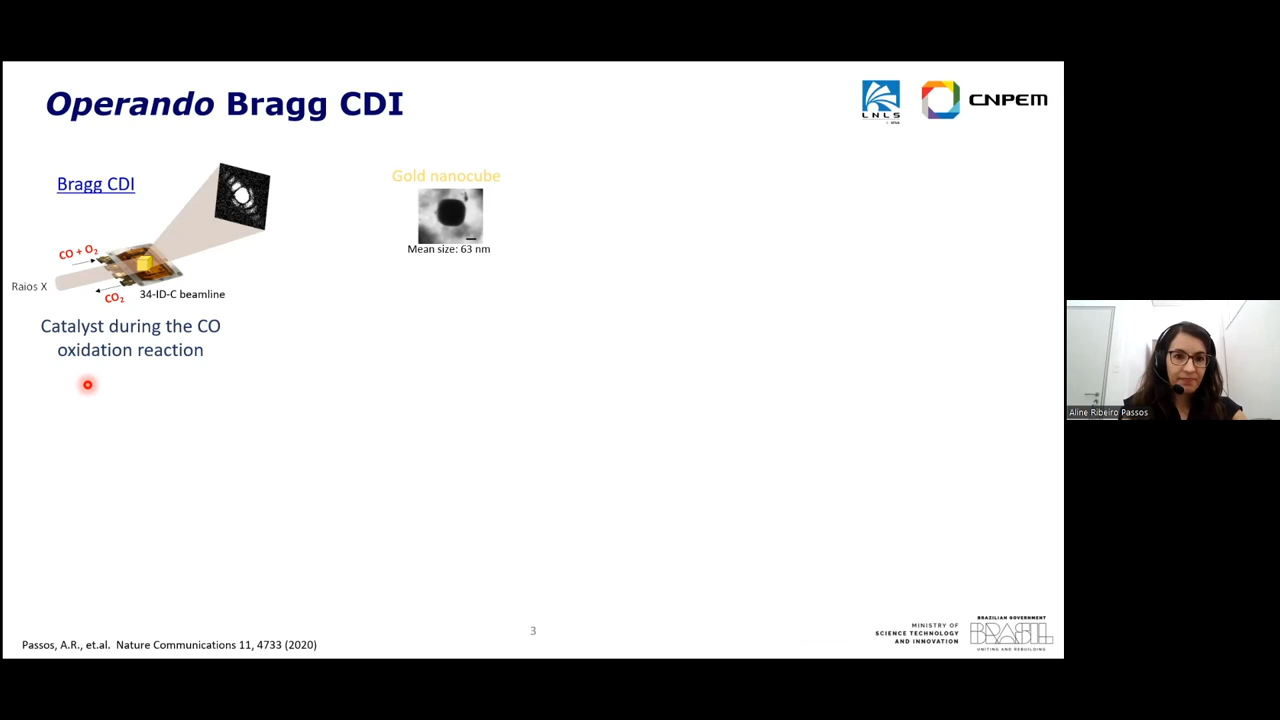 Operando Bragg CDI
LNLS
CNPEM
Bragg CDI
Gold nanocube
CO + O2
Mean size: 63 nm
Raios X
CO2
34-ID-C beamline
Catalyst during the CO
oxidation reaction
Aline Ribeiro Passos
3
Passos, A.R., et.al. Nature Communications 11, 4733 (2020)
MINISTRY OF
SCIENCE TECHNOLOGY
AND INNOVATION
BRAZILIAN GOVERNMENT
BRASIL
UNITING AND REBUILDING